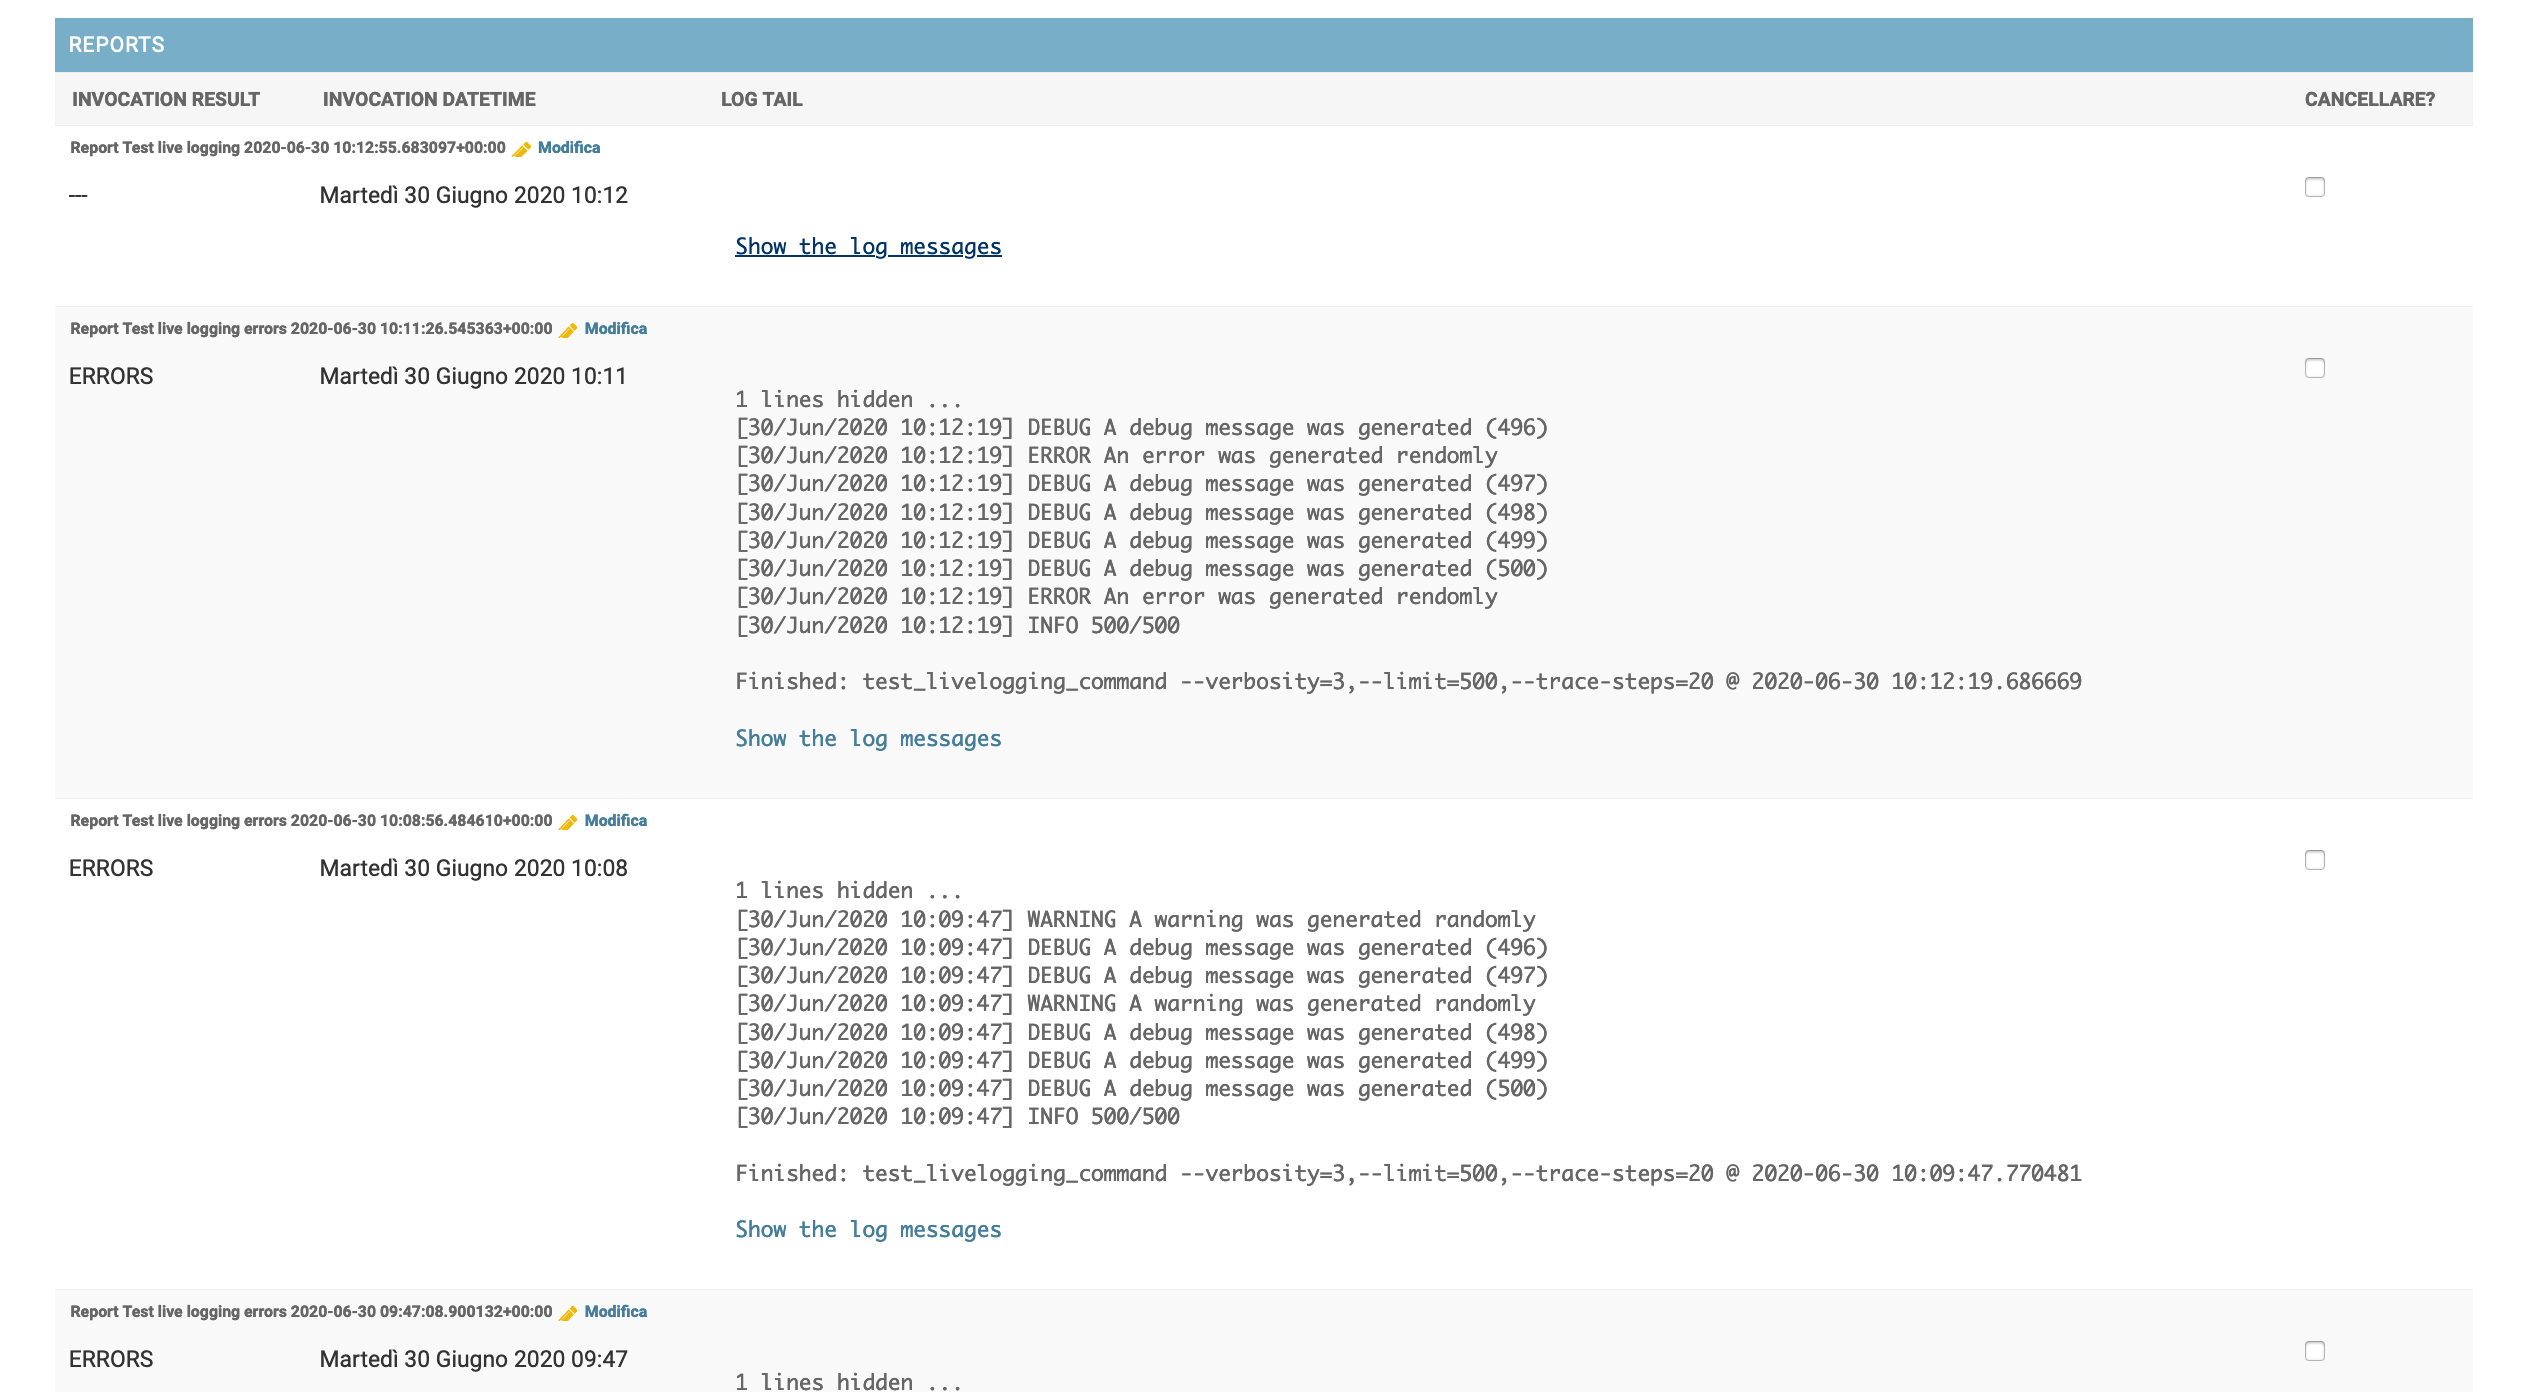 REPORTS
INVOCATION RESULT INVOCATION DATETIME LOG TAIL CANCELLARE?
Report Test live logging 2020-06-30 10:12:55.683097+00:00 Modifica
--- Martedì 30 Giugno 2020 10:12
Show the log messages
Report Test live logging errors 2020-06-30 10:11:26.545363+00:00 Modifica
ERRORS Martedì 30 Giugno 2020 10:11
1 lines hidden ...
[30/Jun/2020 10:12:19] DEBUG A debug message was generated (496)
[30/Jun/2020 10:12:19] ERROR An error was generated rendomly
[30/Jun/2020 10:12:19] DEBUG A debug message was generated (497)
[30/Jun/2020 10:12:19] DEBUG A debug message was generated (498)
[30/Jun/2020 10:12:19] DEBUG A debug message was generated (499)
[30/Jun/2020 10:12:19] DEBUG A debug message was generated (500)
[30/Jun/2020 10:12:19] ERROR An error was generated rendomly
[30/Jun/2020 10:12:19] INFO 500/500
Finished: test_livelogging_command --verbosity=3,--limit=500,--trace-steps=20 @ 2020-06-30 10:12:19.686669
Show the log messages
Report Test live logging errors 2020-06-30 10:08:56.484610+00:00 Modifica
ERRORS Martedì 30 Giugno 2020 10:08
1 lines hidden ...
[30/Jun/2020 10:09:47] WARNING A warning was generated randomly
[30/Jun/2020 10:09:47] DEBUG A debug message was generated (496)
[30/Jun/2020 10:09:47] DEBUG A debug message was generated (497)
[30/Jun/2020 10:09:47] WARNING A warning was generated randomly
[30/Jun/2020 10:09:47] DEBUG A debug message was generated (498)
[30/Jun/2020 10:09:47] DEBUG A debug message was generated (499)
[30/Jun/2020 10:09:47] DEBUG A debug message was generated (500)
[30/Jun/2020 10:09:47] INFO 500/500
Finished: test_livelogging_command --verbosity=3,--limit=500,--trace-steps=20 @ 2020-06-30 10:09:47.770481
Show the log messages
Report Test live logging errors 2020-06-30 09:47:08.900132+00:00 Modifica
ERRORS Martedì 30 Giugno 2020 09:47
1 lines hidden ...